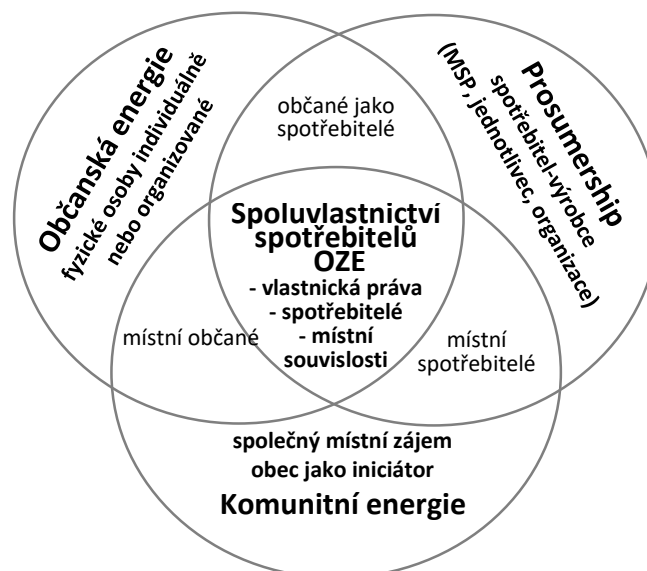 Občanská energie
fyzické osoby individuálně
nebo organizované
občané jako
spotřebitelé
Prosumership
spotřebitel-výrobce
(MSP, jednotlivec, organizace)
Spoluvlastnictví
spotřebitelů
OZE
- vlastnická práva
- spotřebitelé
- místní
souvislosti
místní občané
místní
spotřebitelé
společný místní zájem
obec jako iniciátor
Komunitní energie